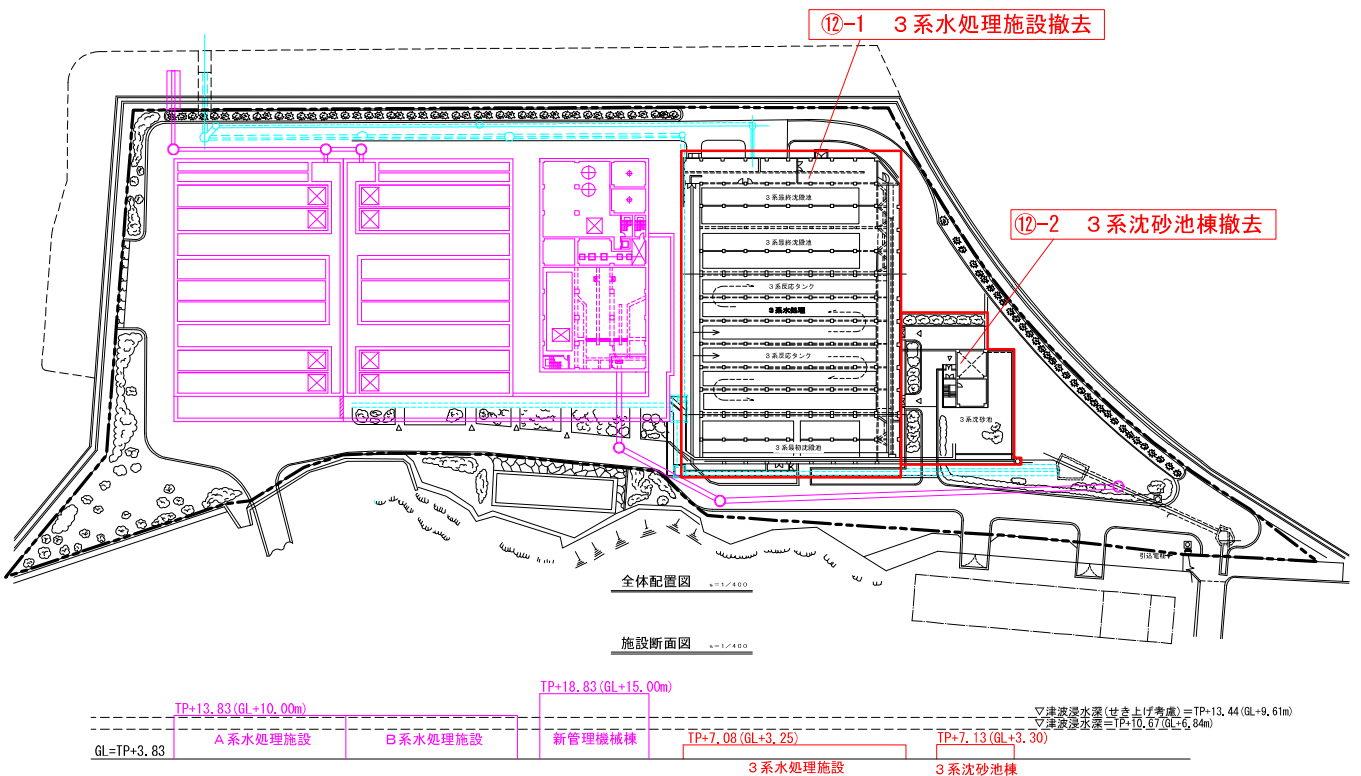 ⑫-1 3系水処理施設撤去
⑫-2 3系沈砂池棟撤去
3系最終沈殿池
3系最終沈殿池
3系反応タンク
3系水処理
3系反応タンク
3系最初沈殿池
3系沈砂池
引込電柱
全体配置図 s=1/400
施設断面図 s=1/400
TP+18.83(GL+15.00m)
TP+13.83(GL+10.00m)
▽津波浸水深(せき上げ考慮)=TP+13.44(GL+9.61m)
▽津波浸水深=TP+10.67(GL+6.84m)
A系水処理施設
B系水処理施設
新管理機械棟
TP+7.08(GL+3.25)
TP+7.13(GL+3.30)
GL=TP+3.83
3系水処理施設
3系沈砂池棟